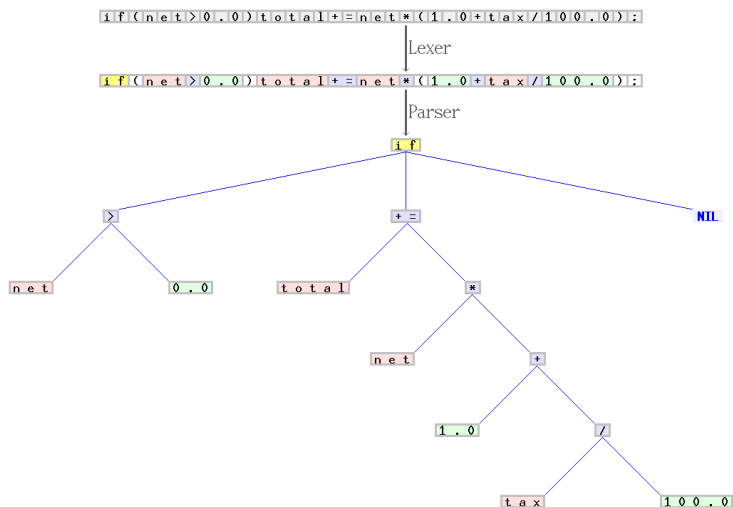 if(net>0.0)total+=net*(1.0+tax/100.0);
Lexer
if(net>0.0)total+=net*(1.0+tax/100.0);
Parser
if
> += NIL
net 0.0 total *
net +
1.0 /
tax 100.0